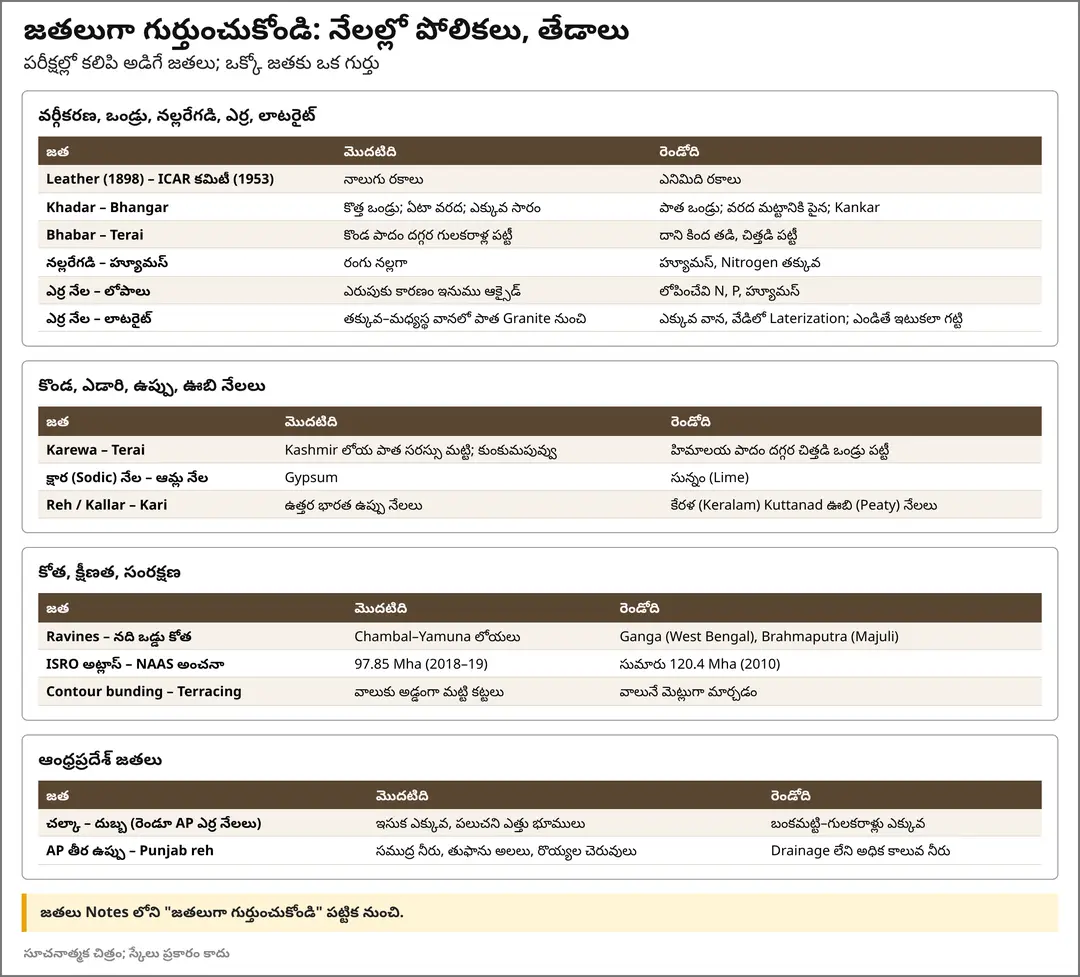 జతలుగా గుర్తుంచుకోండి: నేలల్లో పోలికలు, తేడాలు
పరీక్షల్లో కలిపి అడిగే జతలు; ఒక్కో జతకు ఒక గుర్తు
వర్గీకరణ, ఒండ్రు, నల్లరేగడి, ఎర్ర, లాటరైట్
జత మొదటిది రెండోది
Leather (1898) – ICAR కమిటీ (1953) నాలుగు రకాలు ఎనిమిది రకాలు
Khadar – Bhangar కొత్త ఒండ్రు; ఏటా వరద; ఎక్కువ సారం పాత ఒండ్రు; వరద మట్టానికి పైన; Kankar
Bhabar – Terai కొండ పాదం దగ్గర గులకరాళ్ల పట్టీ దాని కింద తడి, చిత్తడి పట్టీ
నల్లరేగడి – హ్యూమస్ రంగు నల్లగా హ్యూమస్, Nitrogen తక్కువ
ఎర్ర నేల – లోపాలు ఎరుపుకు కారణం ఇనుము ఆక్సైడ్ లోపించేవి N, P, హ్యూమస్
ఎర్ర నేల – లాటరైట్ తక్కువ–మధ్యస్థ వానలో పాత Granite నుంచి ఎక్కువ వాన, వేడిలో Laterization; ఎండితే ఇటుకలా గట్టి
కొండ, ఎడారి, ఉప్పు, ఊబి నేలలు
జత మొదటిది రెండోది
Karewa – Terai Kashmir లోయ పాత సరస్సు మట్టి; కుంకుమపువ్వు హిమాలయ పాదం దగ్గర చిత్తడి ఒండ్రు పట్టీ
క్షార (Sodic) నేల – ఆమ్ల నేల Gypsum సున్నం (Lime)
Reh / Kallar – Kari ఉత్తర భారత ఉప్పు నేలలు కేరళ (Keralam) Kuttanad ఊబి (Peaty) నేలలు
కోత, క్షీణత, సంరక్షణ
జత మొదటిది రెండోది
Ravines – నది ఒడ్డు కోత Chambal–Yamuna లోయలు Ganga (West Bengal), Brahmaputra (Majuli)
ISRO అట్లాస్ – NAAS అంచనా 97.85 Mha (2018–19) సుమారు 120.4 Mha (2010)
Contour bunding – Terracing వాలుకు అడ్డంగా మట్టి కట్టలు వాలునే మెట్లుగా మార్చడం
ఆంధ్రప్రదేశ్ జతలు
జత మొదటిది రెండోది
చల్కా – దుబ్బ (రెండూ AP ఎర్ర నేలలు) ఇసుక ఎక్కువ, పలుచని ఎత్తు భూములు బంకమట్టి–గులకరాళ్లు ఎక్కువ
AP తీర ఉప్పు – Punjab reh సముద్ర నీరు, తుఫాను అలలు, రొయ్యల చెరువులు Drainage లేని అధిక కాలువ నీరు
జతలు Notes లోని "జతలుగా గుర్తుంచుకోండి" పట్టిక నుంచి.
సూచనాత్మక చిత్రం; స్కేలు ప్రకారం కాదు